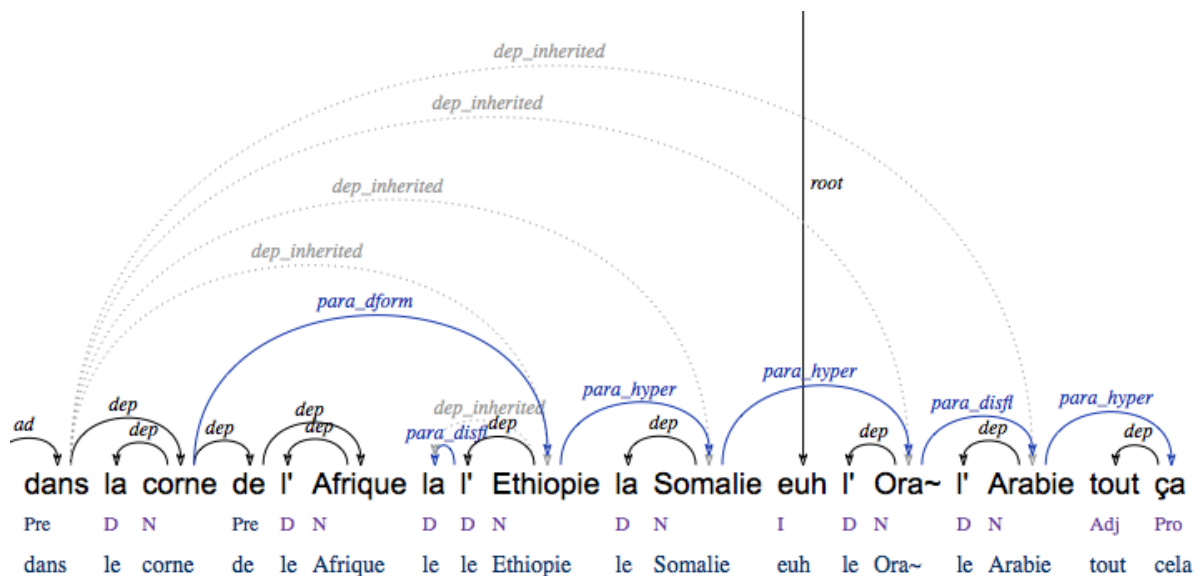 dep_inherited
dep_inherited
dep_inherited
root
dep_inherited
para_dform
para_hyper para_hyper
para_hyper
dep_inherited para_disfl
ad dep dep dep dep dep para_disfl dep dep dep dep dep
dans la corne de l' Afrique la l' Ethiopie la Somalie euh l' Ora~ l' Arabie tout ça
Pre D N Pre D N D D N D N I D N D N Adj Pro
dans le corne de le Afrique le le Ethiopie le Somalie euh le Ora~ le Arabie tout cela